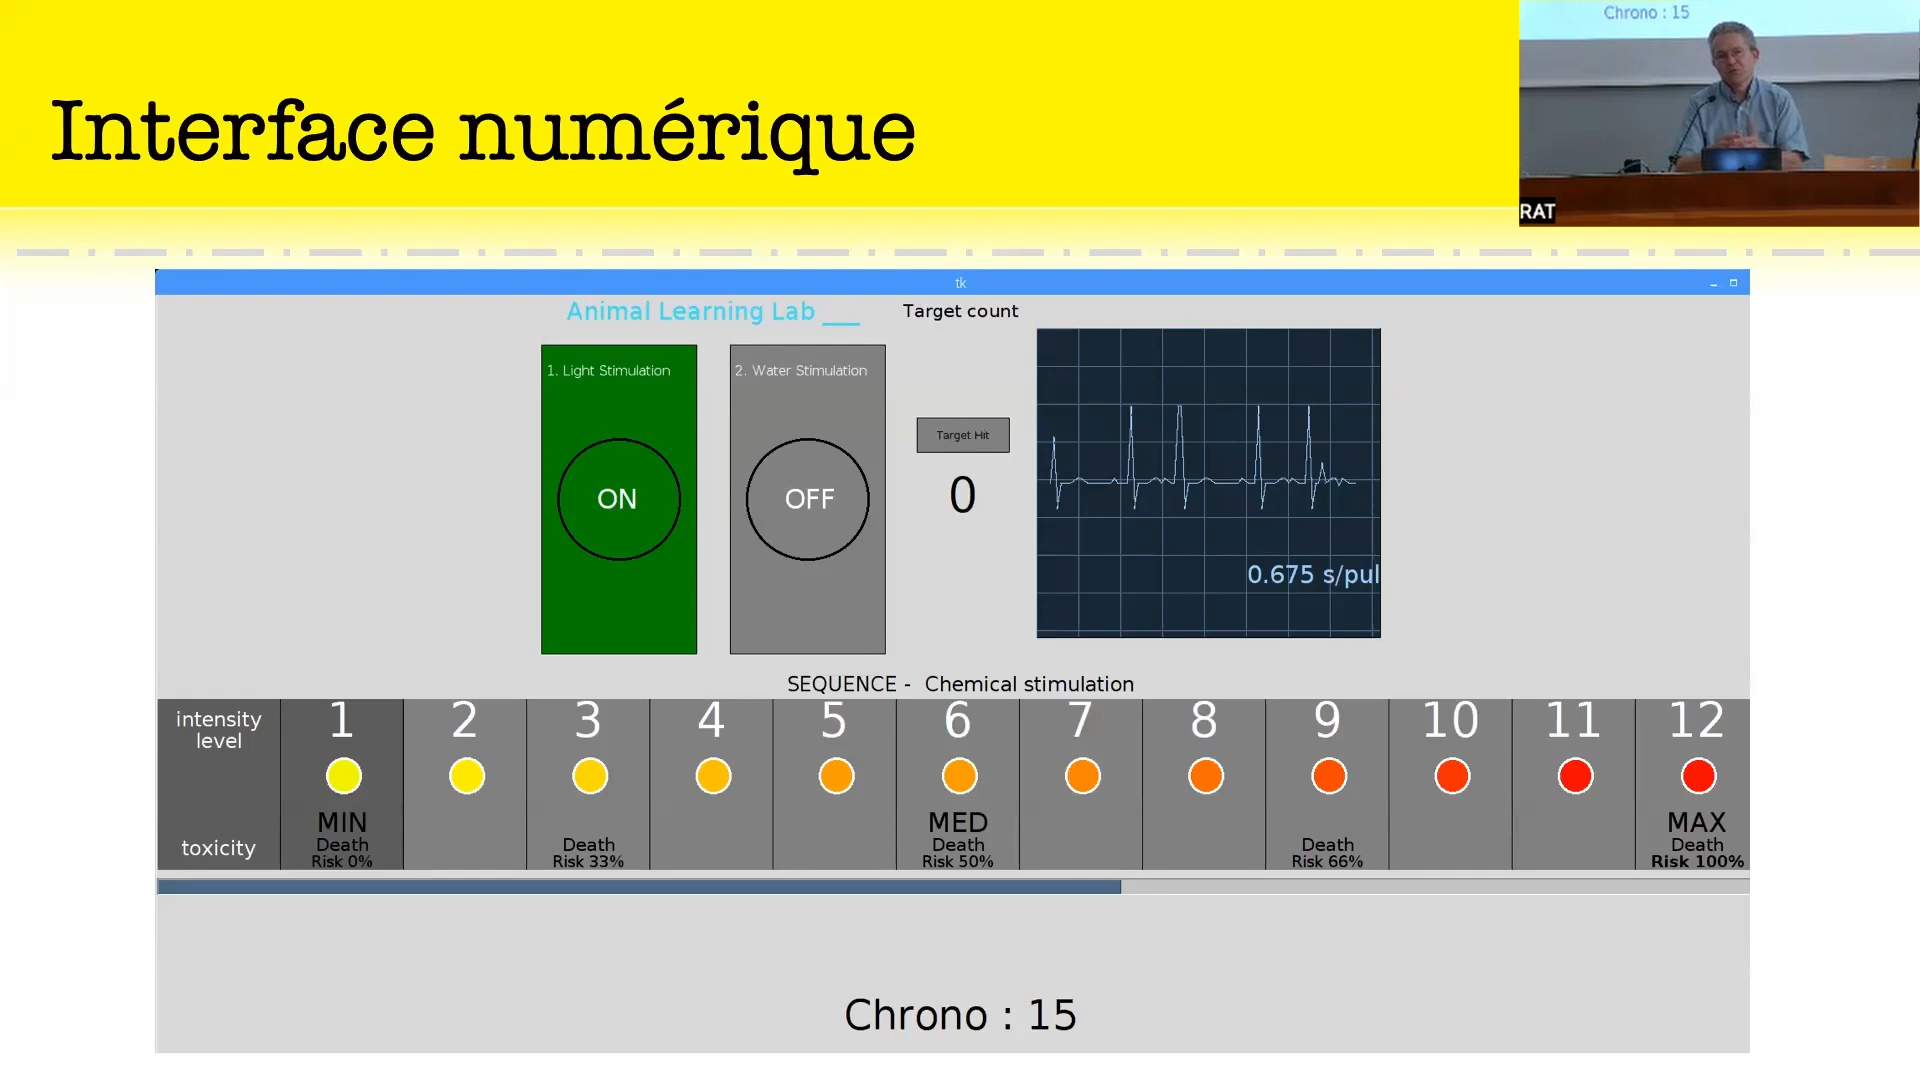 Interface numérique
Chrono : 15
RAT
tk
Animal Learning Lab ___
Target count
1. Light Stimulation
2. Water Stimulation
Target Hit
ON
OFF
0
0.675 s/pul
SEQUENCE - Chemical stimulation
intensity level
1 2 3 4 5 6 7 8 9 10 11 12
MIN
MED
MAX
toxicity
Death
Risk 0%
Death
Risk 33%
Death
Risk 50%
Death
Risk 66%
Death
Risk 100%
Chrono : 15